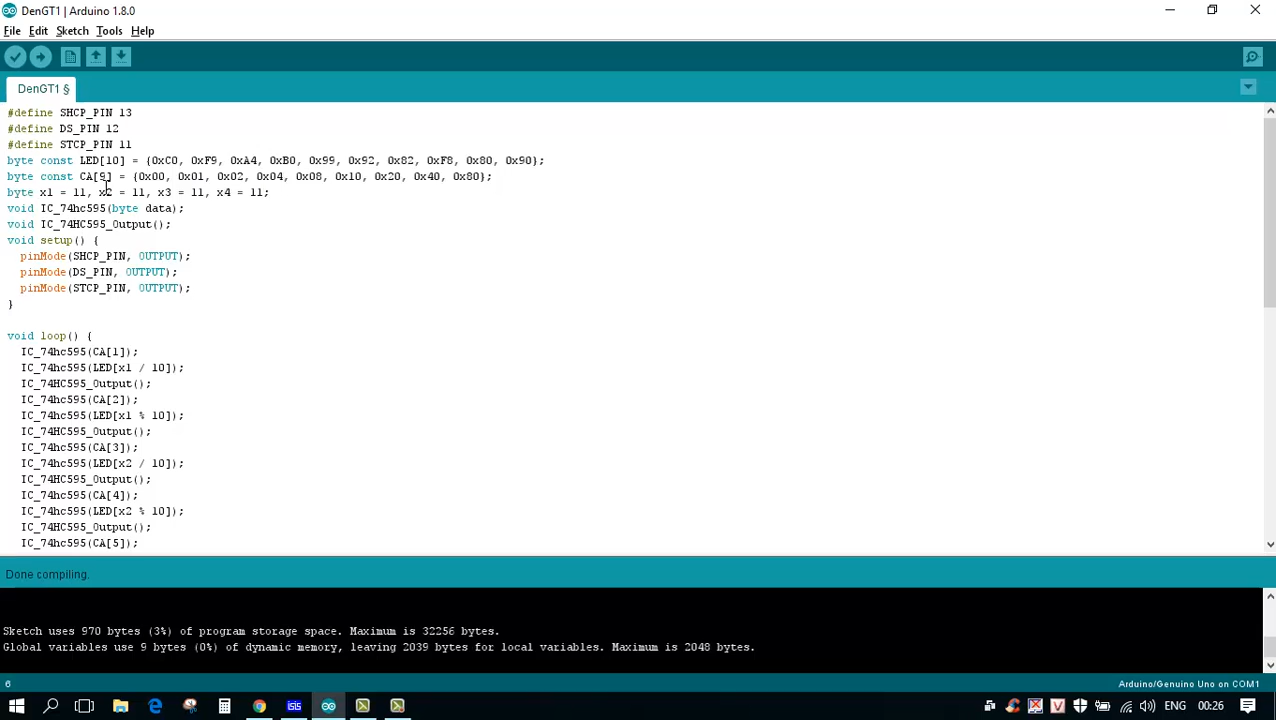 DenGT1 | Arduino 1.8.0
File Edit Sketch Tools Help
DenGT1 §
#define SHCP_PIN 13
#define DS_PIN 12
#define STCP_PIN 11
byte const LED[10] = {0xC0, 0xF9, 0xA4, 0xB0, 0x99, 0x92, 0x82, 0xF8, 0x80, 0x90};
byte const CA[9] = {0x00, 0x01, 0x02, 0x04, 0x08, 0x10, 0x20, 0x40, 0x80};
byte x1 = 11, x2 = 11, x3 = 11, x4 = 11;
void IC_74hc595(byte data);
void IC_74HC595_Output();
void setup() {
  pinMode(SHCP_PIN, OUTPUT);
  pinMode(DS_PIN, OUTPUT);
  pinMode(STCP_PIN, OUTPUT);
}
void loop() {
  IC_74hc595(CA[1]);
  IC_74hc595(LED[x1 / 10]);
  IC_74HC595_Output();
  IC_74hc595(CA[2]);
  IC_74hc595(LED[x1 % 10]);
  IC_74HC595_Output();
  IC_74hc595(CA[3]);
  IC_74hc595(LED[x2 / 10]);
  IC_74HC595_Output();
  IC_74hc595(CA[4]);
  IC_74hc595(LED[x2 % 10]);
  IC_74HC595_Output();
  IC_74hc595(CA[5]);
Done compiling.
Sketch uses 970 bytes (3%) of program storage space. Maximum is 32256 bytes.
Global variables use 9 bytes (0%) of dynamic memory, leaving 2039 bytes for local variables. Maximum is 2048 bytes.
6 Arduino/Genuino Uno on COM1
isis ENG 00:26